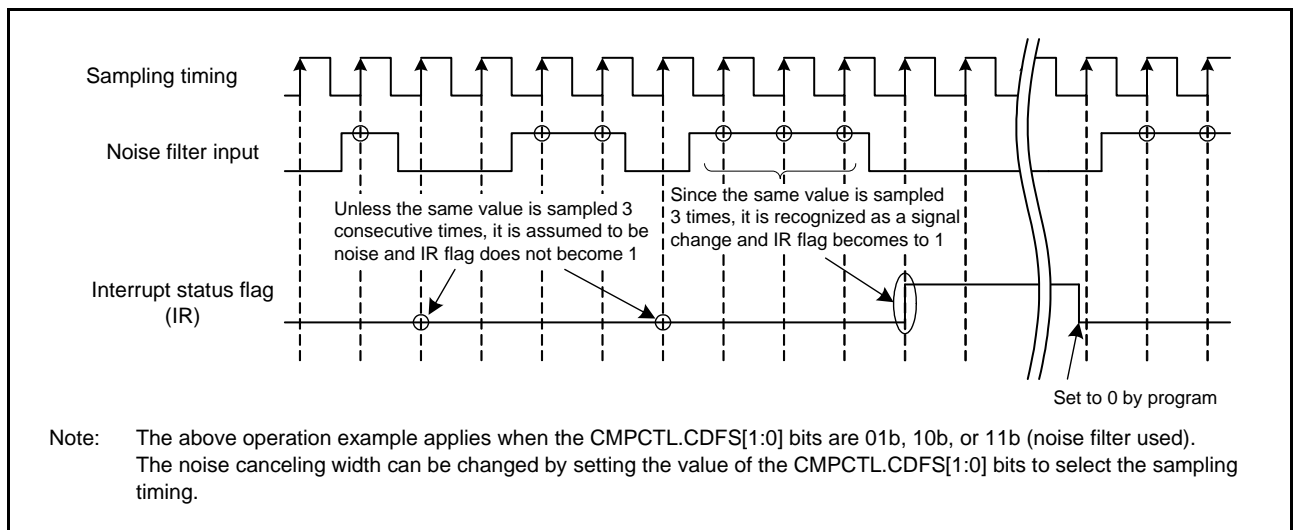 Sampling timing
Noise filter input
Unless the same value is sampled 3
consecutive times, it is assumed to be
noise and IR flag does not become 1
Since the same value is sampled
3 times, it is recognized as a signal
change and IR flag becomes to 1
Interrupt status flag
(IR)
Set to 0 by program
Note: The above operation example applies when the CMPCTL.CDFS[1:0] bits are 01b, 10b, or 11b (noise filter used).
The noise canceling width can be changed by setting the value of the CMPCTL.CDFS[1:0] bits to select the sampling
timing.